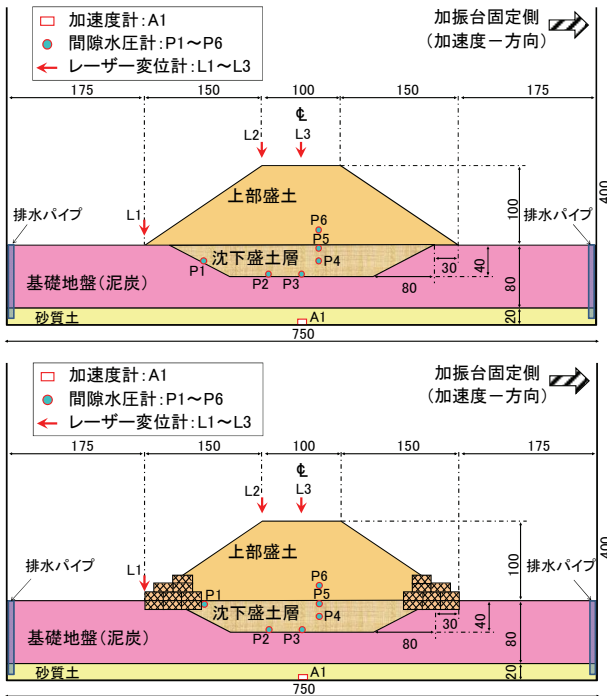 加速度計:A1
間隙水圧計:P1～P6
レーザー変位計:L1～L3
加振台固定側
(加速度－方向)
175
150
100
150
175
℄
L2
L3
400
上部盛土
100
排水パイプ
L1
排水パイプ
P6
P5
沈下盛土層
P4
P1
基礎地盤(泥炭)
P2
P3
80
30
40
80
砂質土
A1
20
750
加速度計:A1
間隙水圧計:P1～P6
レーザー変位計:L1～L3
加振台固定側
(加速度－方向)
175
150
100
150
175
℄
L2
L3
400
上部盛土
100
排水パイプ
L1
排水パイプ
P6
P1
P5
沈下盛土層
P4
基礎地盤(泥炭)
P2
P3
80
30
40
80
砂質土
A1
20
750